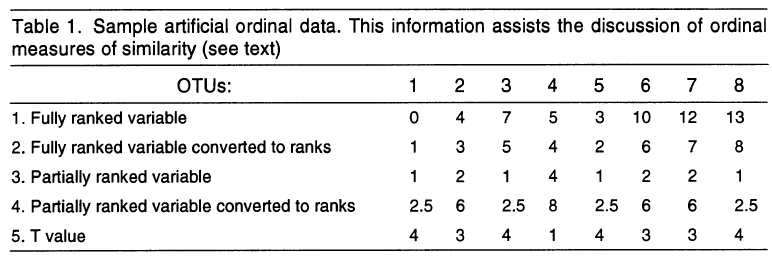 Table 1. Sample artificial ordinal data. This information assists the discussion of ordinal
measures of similarity (see text)
OTUs: 1 2 3 4 5 6 7 8
1. Fully ranked variable 0 4 7 5 3 10 12 13
2. Fully ranked variable converted to ranks 1 3 5 4 2 6 7 8
3. Partially ranked variable 1 2 1 4 1 2 2 1
4. Partially ranked variable converted to ranks 2.5 6 2.5 8 2.5 6 6 2.5
5. T value 4 3 4 1 4 3 3 4